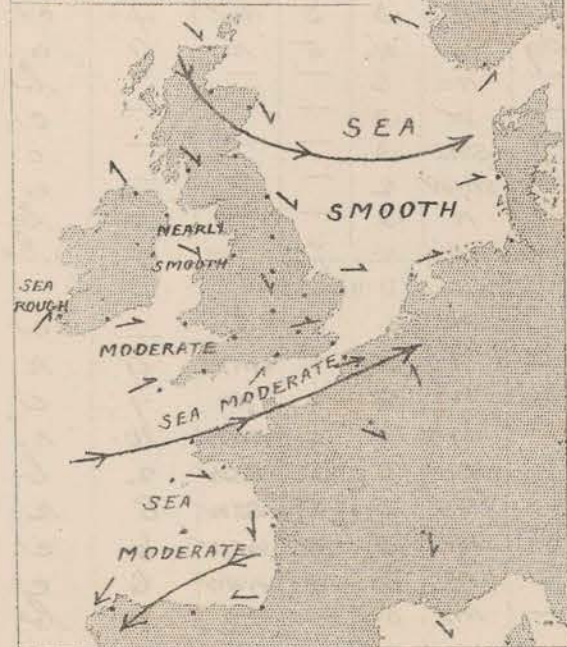 SEA
SMOOTH
NEARLY
SMOOTH
SEA
ROUGH
MODERATE
SEA MODERATE
SEA
MODERATE